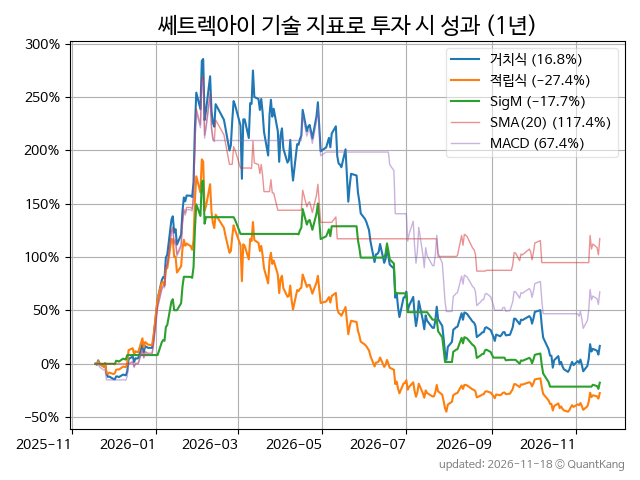 쎄트렉아이 기술 지표로 투자 시 성과 (1년)
300%
250%
200%
150%
100%
50%
0%
−50%
거치식 (16.8%)
적립식 (−27.4%)
SigM (−17.7%)
SMA(20) (117.4%)
MACD (67.4%)
2025−11
2026−01
2026−03
2026−05
2026−07
2026−09
2026−11
updated: 2026−11−18 © QuantKang